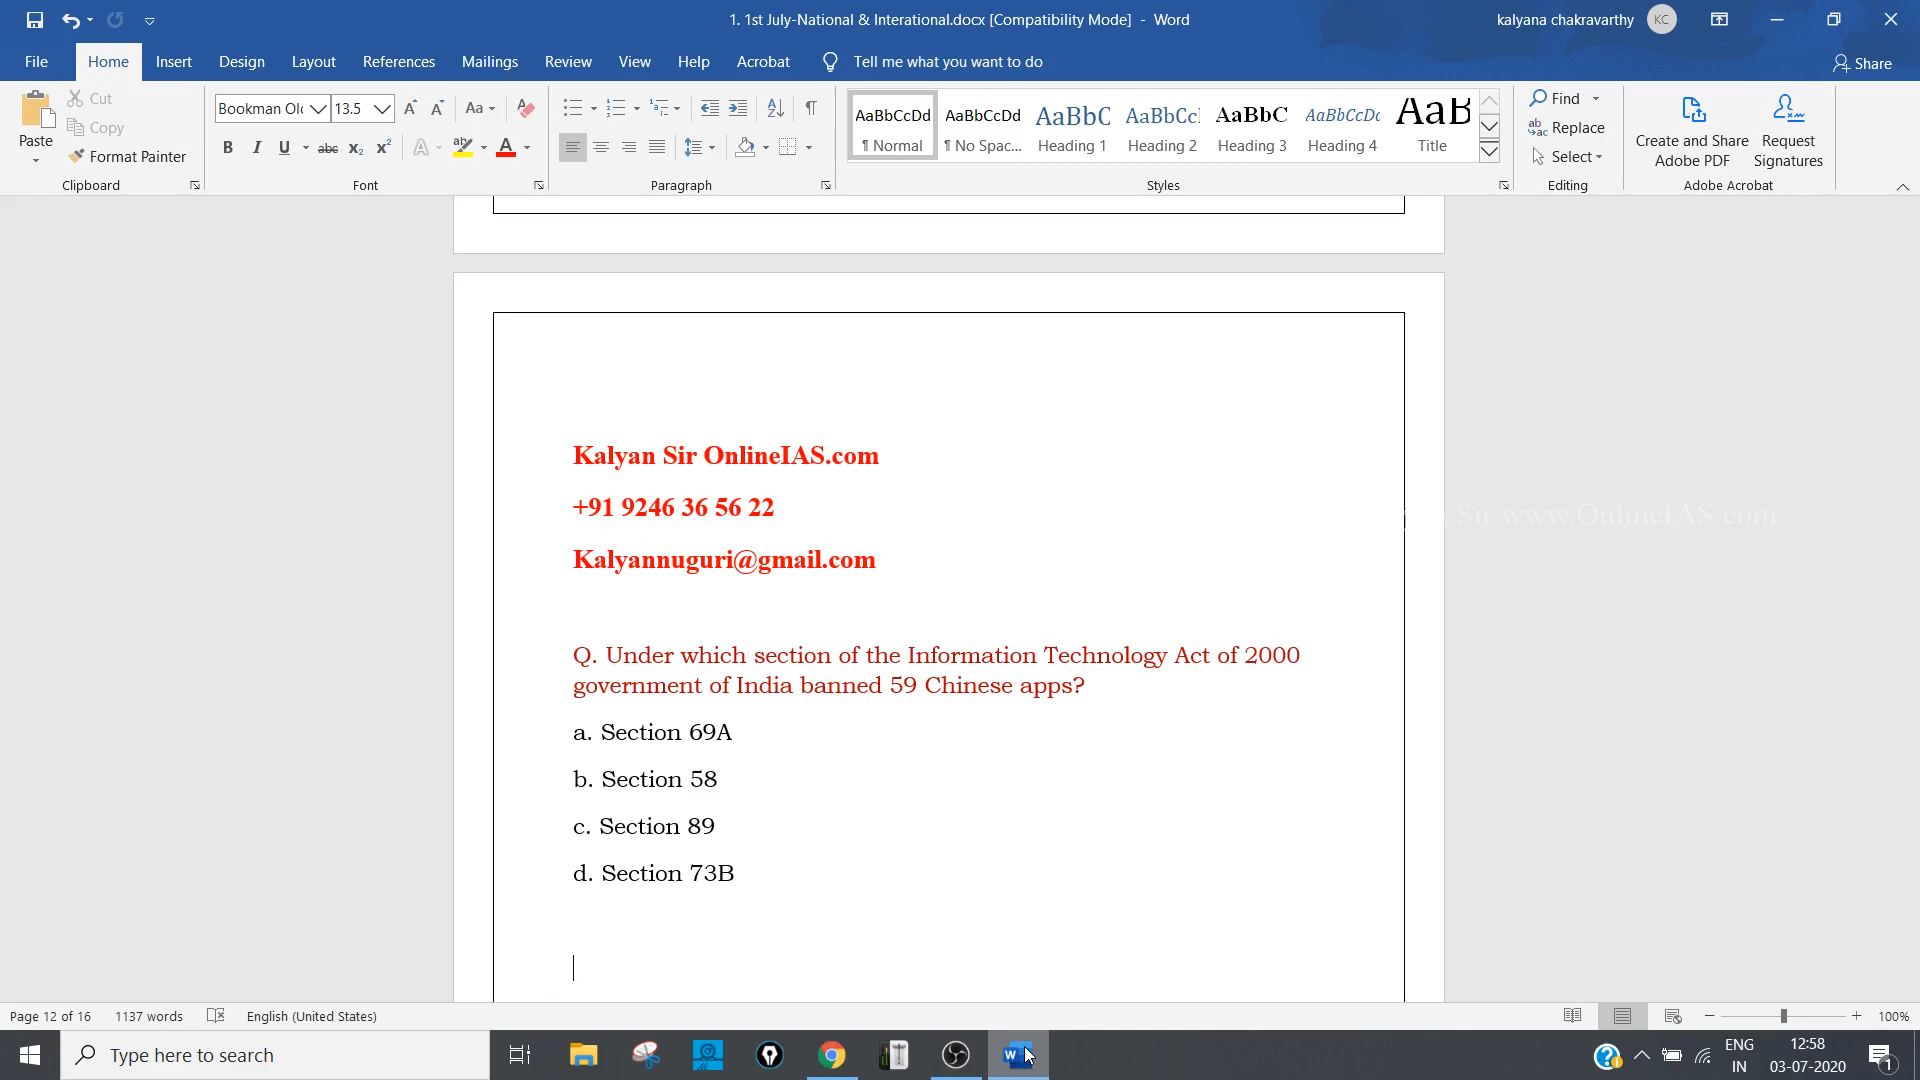 1. 1st July-National & Interational.docx [Compatibility Mode] - Word
kalyana chakravarthy
KC
File
Home
Insert
Design
Layout
References
Mailings
Review
View
Help
Acrobat
Tell me what you want to do
Share
Paste
Cut
Copy
Format Painter
Clipboard
Bookman Ol
13.5
Font
Paragraph
AaBbCcDd
¶ Normal
AaBbCcDd
¶ No Spac...
AaBbC
Heading 1
AaBbCcl
Heading 2
AaBbC
Heading 3
AaBbCcDc
Heading 4
AaB
Title
Styles
Find
Replace
Select
Editing
Create and Share
Adobe PDF
Request
Signatures
Adobe Acrobat
Kalyan Sir OnlineIAS.com
+91 9246 36 56 22
Sir www.OnlineIAS.com
Kalyannuguri@gmail.com
Q. Under which section of the Information Technology Act of 2000
government of India banned 59 Chinese apps?
a. Section 69A
b. Section 58
c. Section 89
d. Section 73B
Page 12 of 16
1137 words
English (United States)
100%
Type here to search
ENG
IN
12:58
03-07-2020
1